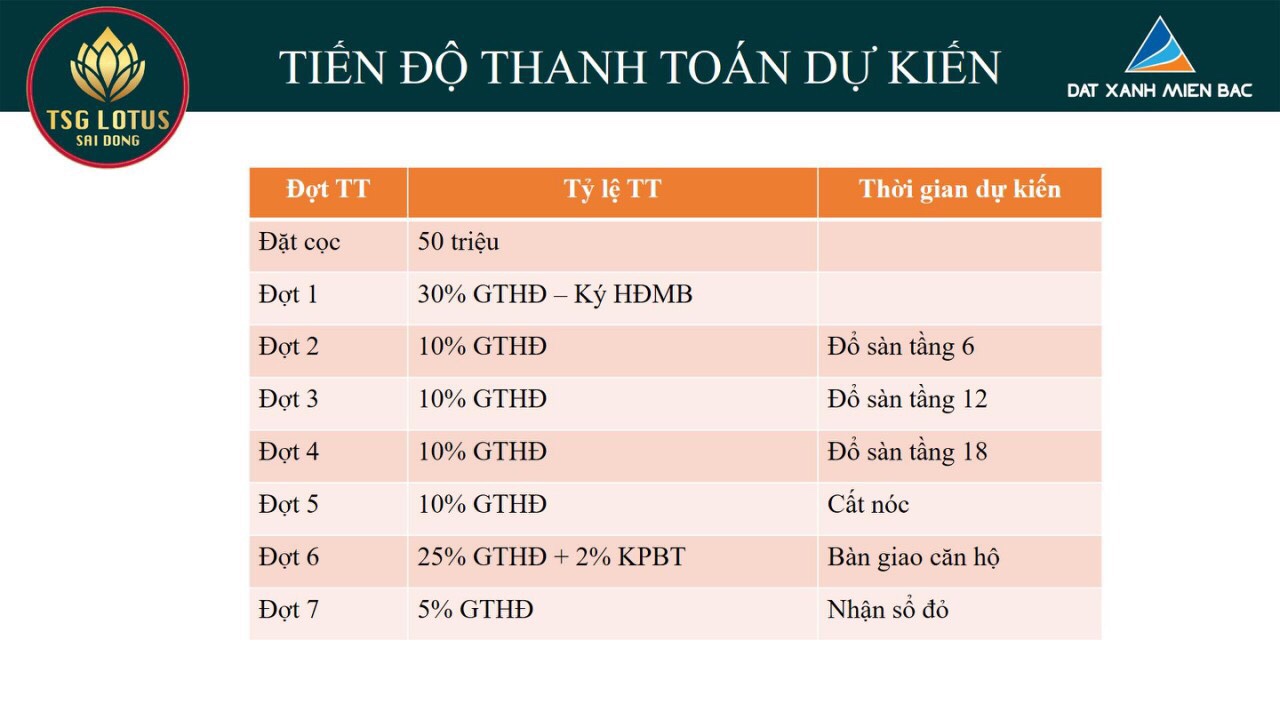 TSG LOTUS
SAI DONG
TIẾN ĐỘ THANH TOÁN DỰ KIẾN
DAT XANH MIEN BAC
Đợt TT Tỷ lệ TT Thời gian dự kiến
Đặt cọc 50 triệu
Đợt 1 30% GTHĐ – Ký HĐMB
Đợt 2 10% GTHĐ Đổ sàn tầng 6
Đợt 3 10% GTHĐ Đổ sàn tầng 12
Đợt 4 10% GTHĐ Đổ sàn tầng 18
Đợt 5 10% GTHĐ Cất nóc
Đợt 6 25% GTHĐ + 2% KPBT Bàn giao căn hộ
Đợt 7 5% GTHĐ Nhận sổ đỏ